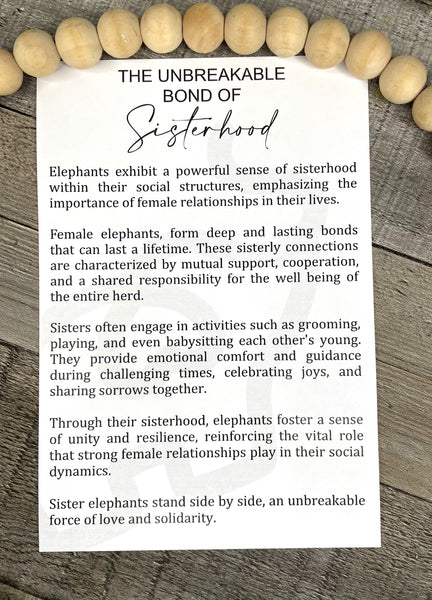 THE UNBREAKABLE
BOND OF
Sisterhood
Elephants exhibit a powerful sense of sisterhood
within their social structures, emphasizing the
importance of female relationships in their lives.
Female elephants, form deep and lasting bonds
that can last a lifetime. These sisterly connections
are characterized by mutual support, cooperation,
and a shared responsibility for the well being of
the entire herd.
Sisters often engage in activities such as grooming,
playing, and even babysitting each other's young.
They provide emotional comfort and guidance
during challenging times, celebrating joys, and
sharing sorrows together.
Through their sisterhood, elephants foster a sense
of unity and resilience, reinforcing the vital role
that strong female relationships play in their social
dynamics.
Sister elephants stand side by side, an unbreakable
force of love and solidarity.